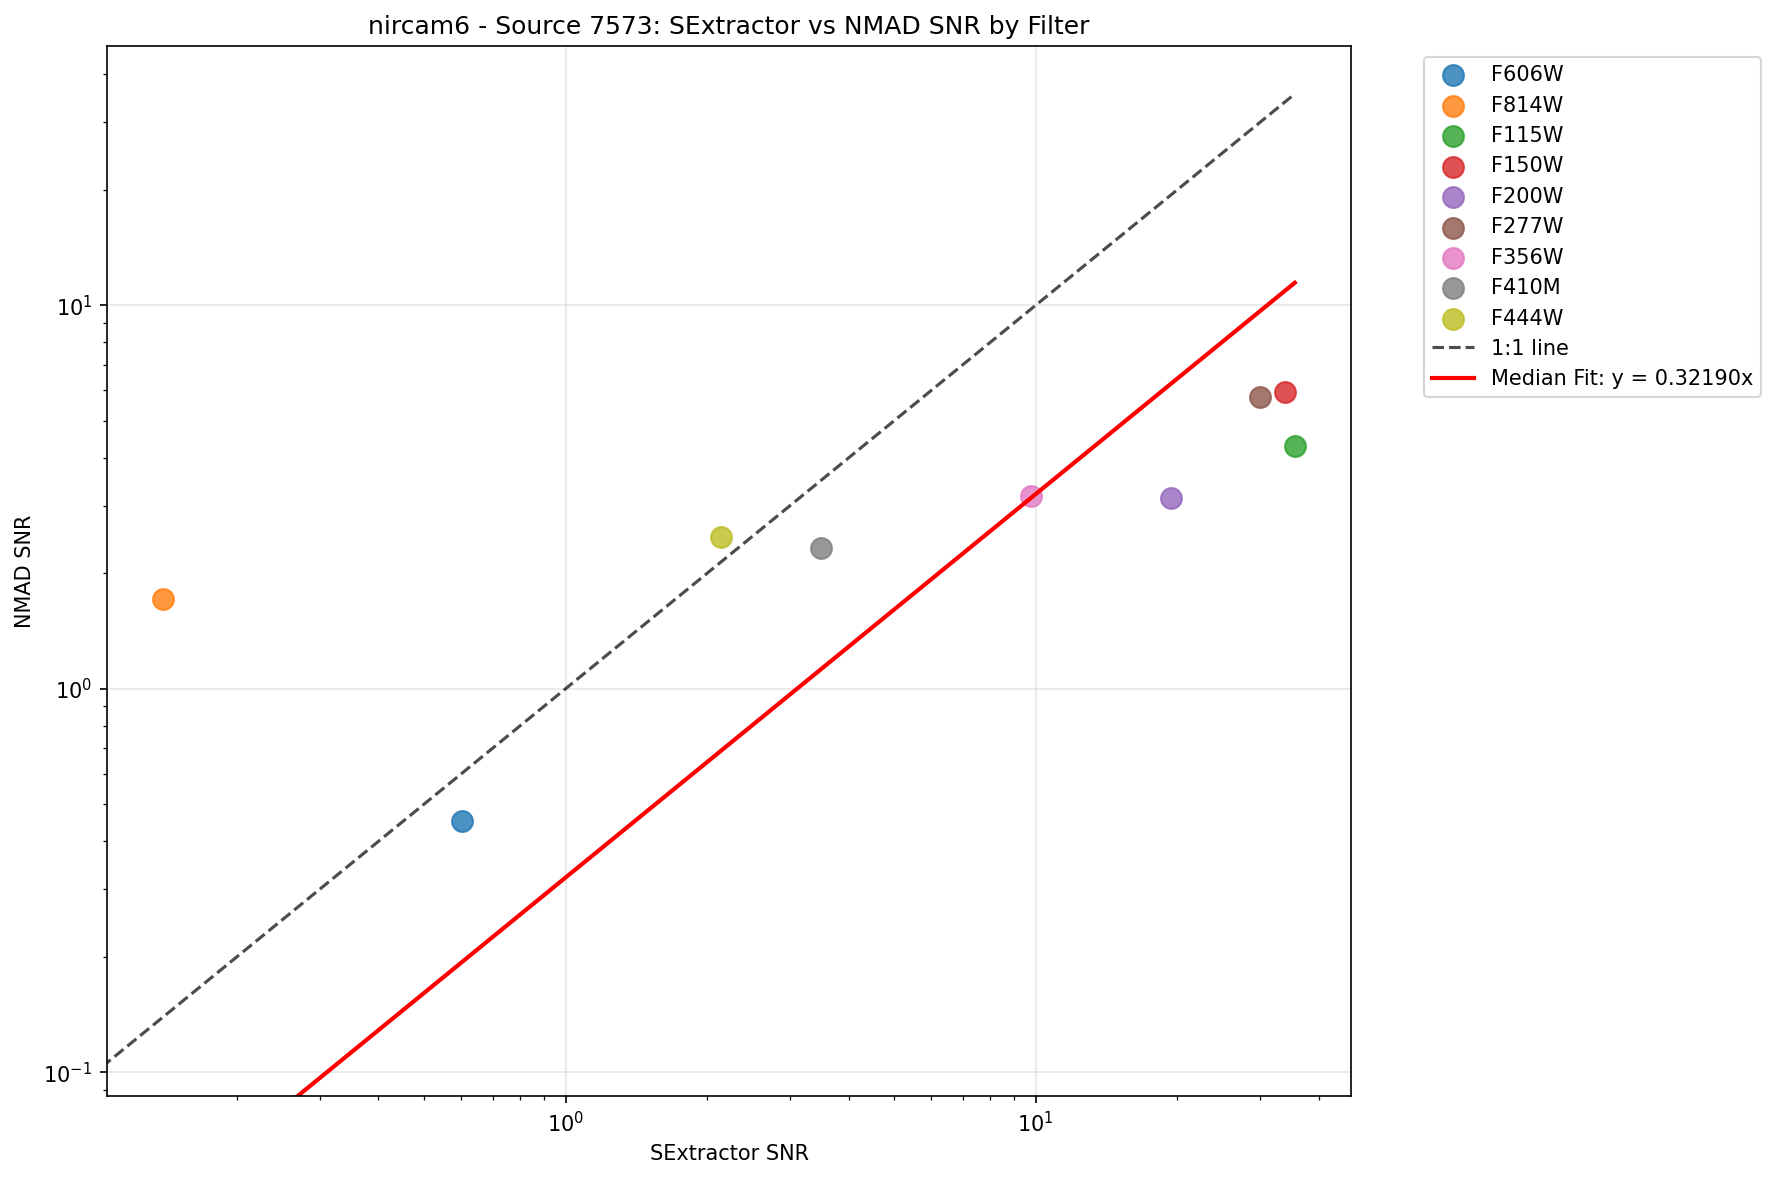 nircam6 - Source 7573: SExtractor vs NMAD SNR by Filter
NMAD SNR
10¹
10⁰
10⁻¹
10⁰
10¹
SExtractor SNR
F606W
F814W
F115W
F150W
F200W
F277W
F356W
F410M
F444W
1:1 line
Median Fit: y = 0.32190x